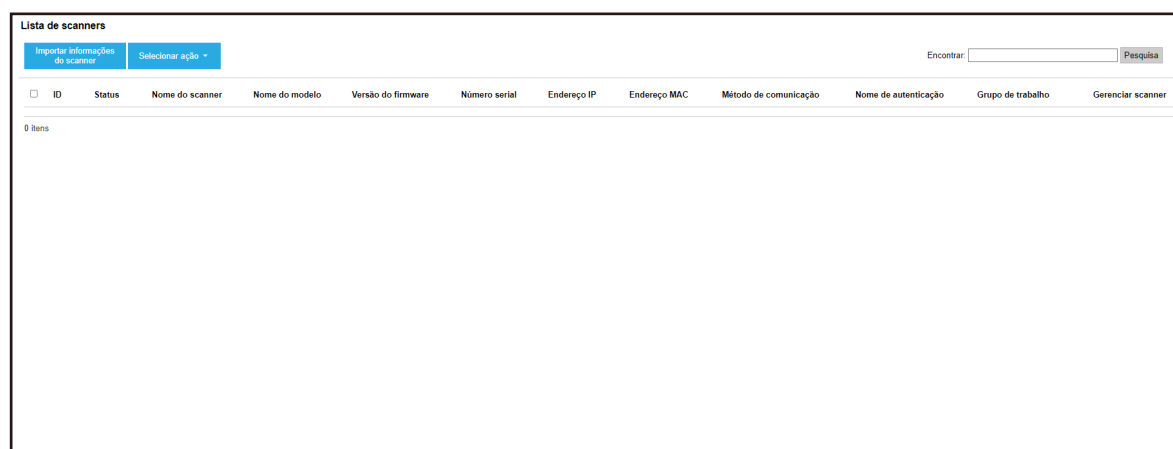 Lista de scanners
Importar informações
do scanner
Selecionar ação
Encontrar:
Pesquisa
ID Status Nome do scanner Nome do modelo Versão do firmware Número serial Endereço IP Endereço MAC Método de comunicação Nome de autenticação Grupo de trabalho Gerenciar scanner
0 itens